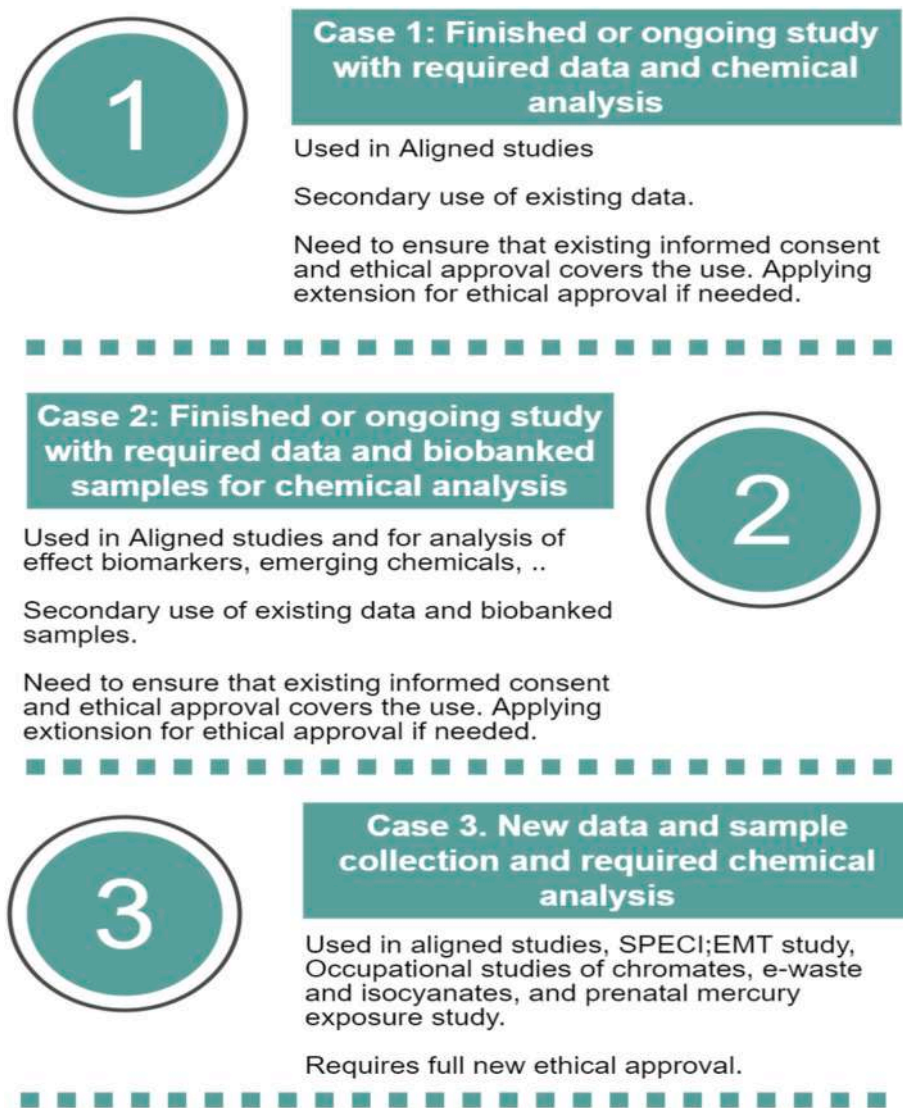 1
Case 1: Finished or ongoing study
with required data and chemical
analysis
Used in Aligned studies
Secondary use of existing data.
Need to ensure that existing informed consent
and ethical approval covers the use. Applying
extension for ethical approval if needed.
Case 2: Finished or ongoing study
with required data and biobanked
samples for chemical analysis
2
Used in Aligned studies and for analysis of
effect biomarkers, emerging chemicals, ..
Secondary use of existing data and biobanked
samples.
Need to ensure that existing informed consent
and ethical approval covers the use. Applying
extionsion for ethical approval if needed.
3
Case 3. New data and sample
collection and required chemical
analysis
Used in aligned studies, SPECI;EMT study,
Occupational studies of chromates, e-waste
and isocyanates, and prenatal mercury
exposure study.
Requires full new ethical approval.